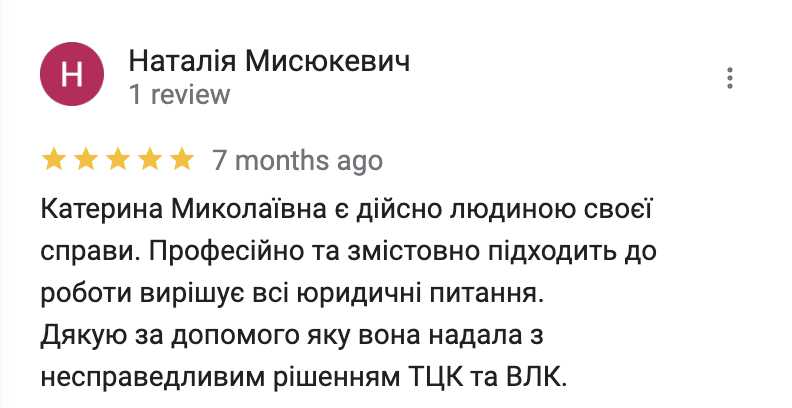 Н
Наталія Мисюкевич
1 review
7 months ago
Катерина Миколаївна є дійсно людиною своєї
справи. Професійно та змістовно підходить до
роботи вирішує всі юридичні питання.
Дякую за допомого яку вона надала з
несправедливим рішенням ТЦК та ВЛК.